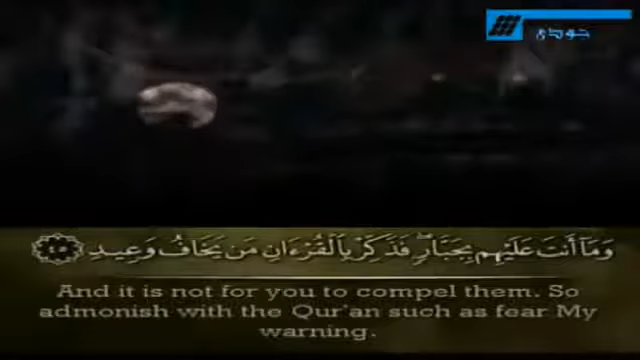 جودي
وَمَآ أَنتَ عَلَيْهِم بِجَبَّارٍۖ فَذَكِّرْ بِٱلْقُرْءَانِ مَن يَخَافُ وَعِيدِ ٤٥
And it is not for you to compel them. So
admonish with the Qur'an such as fear My
warning.